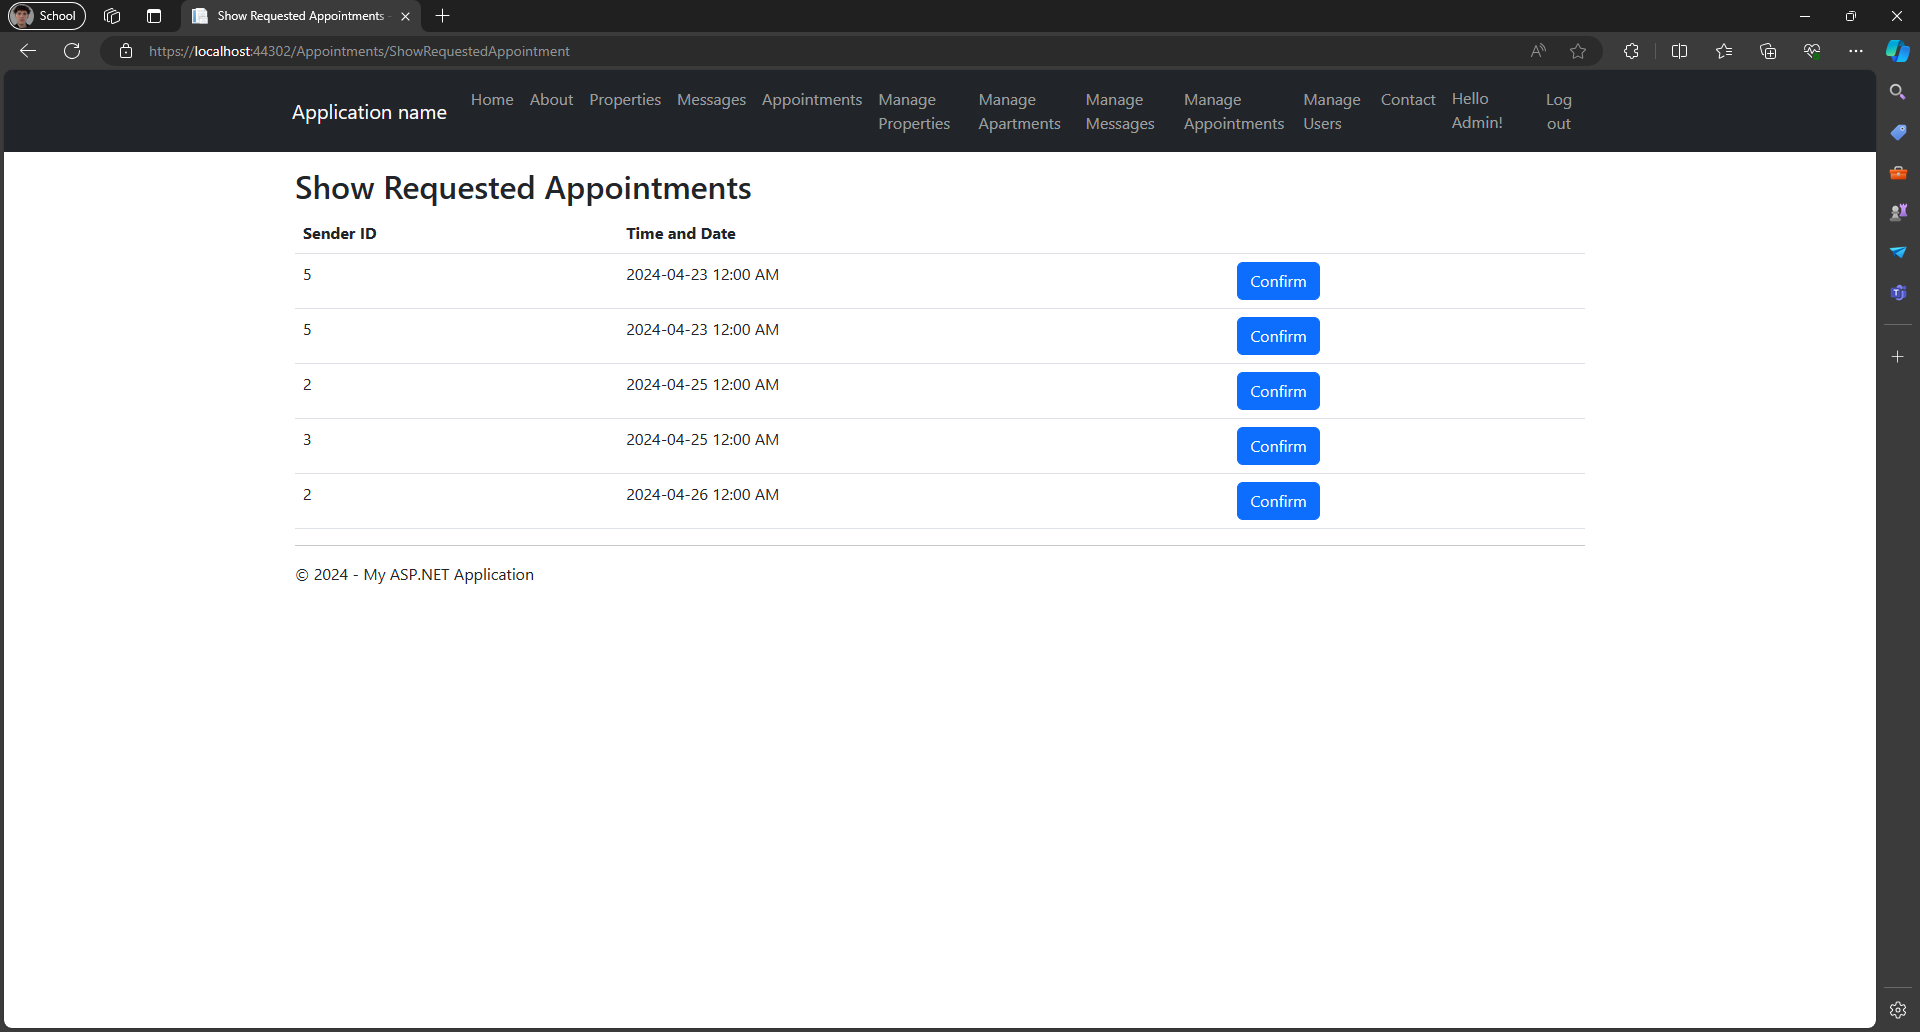 School
Show Requested Appointments -
https://localhost:44302/Appointments/ShowRequestedAppointment
Application name
Home
About
Properties
Messages
Appointments
Manage
Properties
Manage
Apartments
Manage
Messages
Manage
Appointments
Manage
Users
Contact
Hello
Admin!
Log
out
Show Requested Appointments
Sender ID Time and Date
5 2024-04-23 12:00 AM Confirm
5 2024-04-23 12:00 AM Confirm
2 2024-04-25 12:00 AM Confirm
3 2024-04-25 12:00 AM Confirm
2 2024-04-26 12:00 AM Confirm
© 2024 - My ASP.NET Application